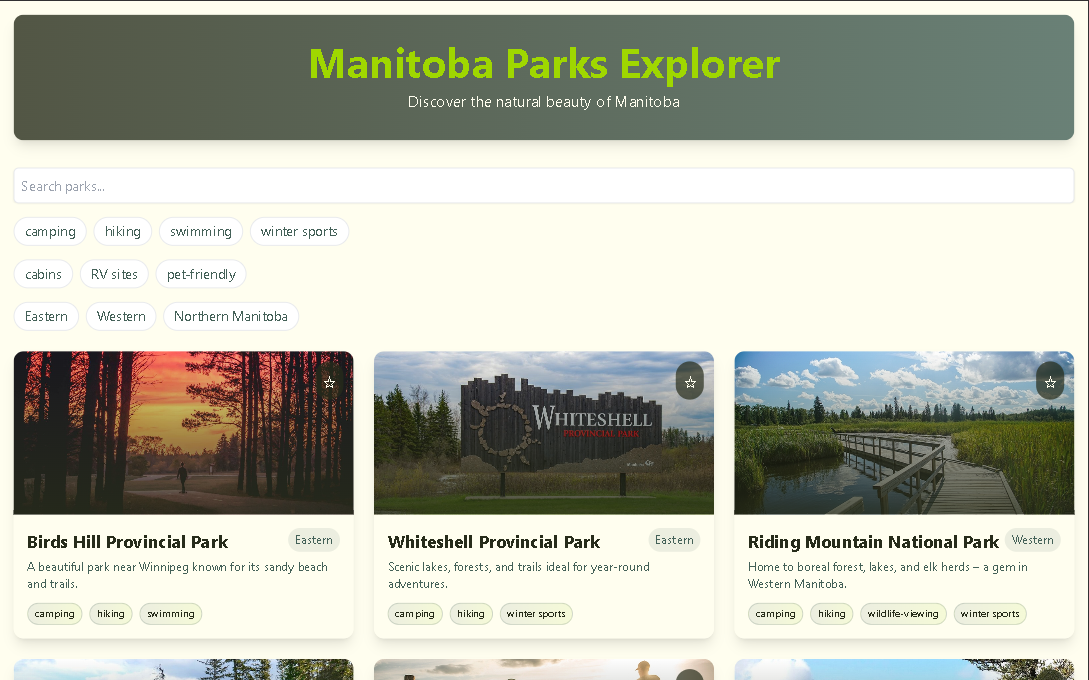 Manitoba Parks Explorer
Discover the natural beauty of Manitoba
Search parks...
camping hiking swimming winter sports
cabins RV sites pet-friendly
Eastern Western Northern Manitoba
WHITESHELL
PROVINCIAL PARK
Birds Hill Provincial Park Eastern
A beautiful park near Winnipeg known for its sandy beach
and trails.
camping hiking swimming
Whiteshell Provincial Park Eastern
Scenic lakes, forests, and trails ideal for year-round
adventures.
camping hiking winter sports
Riding Mountain National Park Western
Home to boreal forest, lakes, and elk herds – a gem in
Western Manitoba.
camping hiking wildlife-viewing winter sports